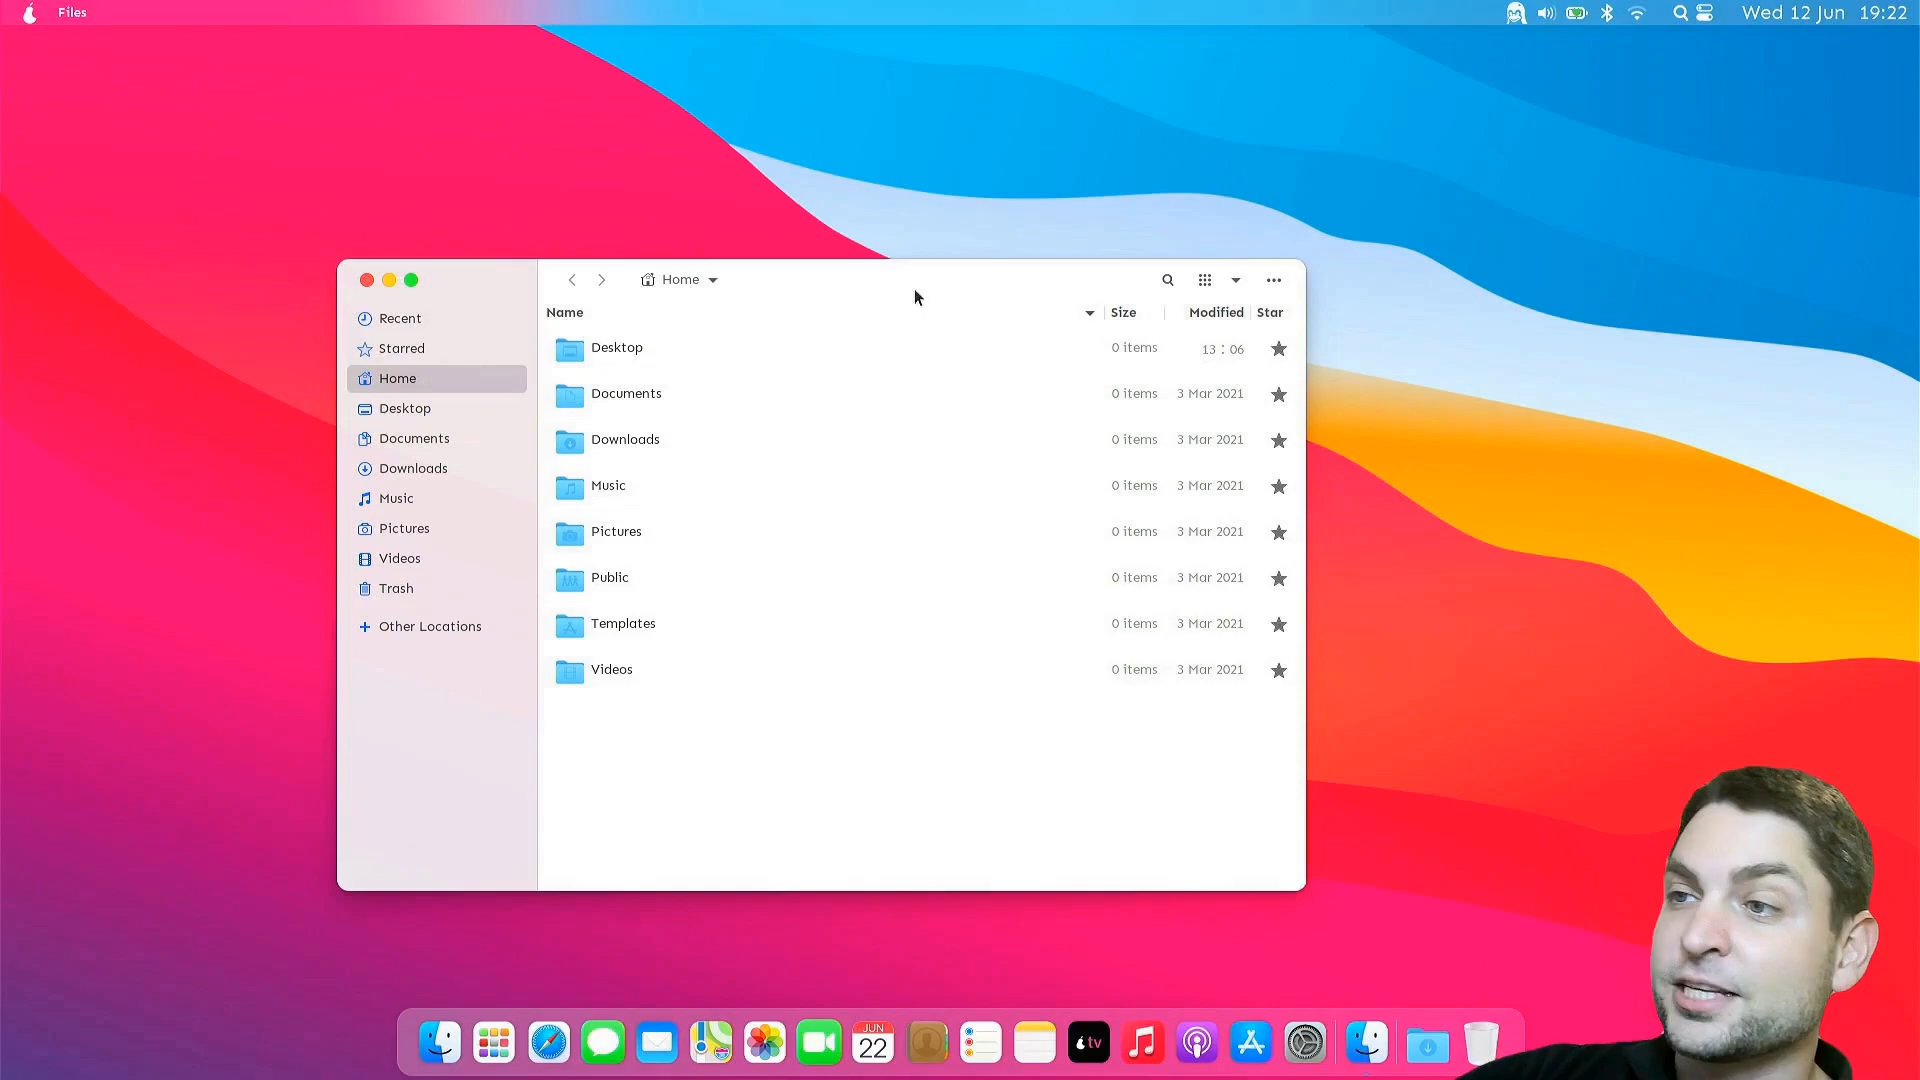 Files
Wed 12 Jun 19:22
Home
Name Size Modified Star
Recent
Starred
Home
Desktop
Documents
Downloads
Music
Pictures
Videos
Trash
Other Locations
Desktop 0 items 13 : 06
Documents 0 items 3 Mar 2021
Downloads 0 items 3 Mar 2021
Music 0 items 3 Mar 2021
Pictures 0 items 3 Mar 2021
Public 0 items 3 Mar 2021
Templates 0 items 3 Mar 2021
Videos 0 items 3 Mar 2021
JUN
22
tv